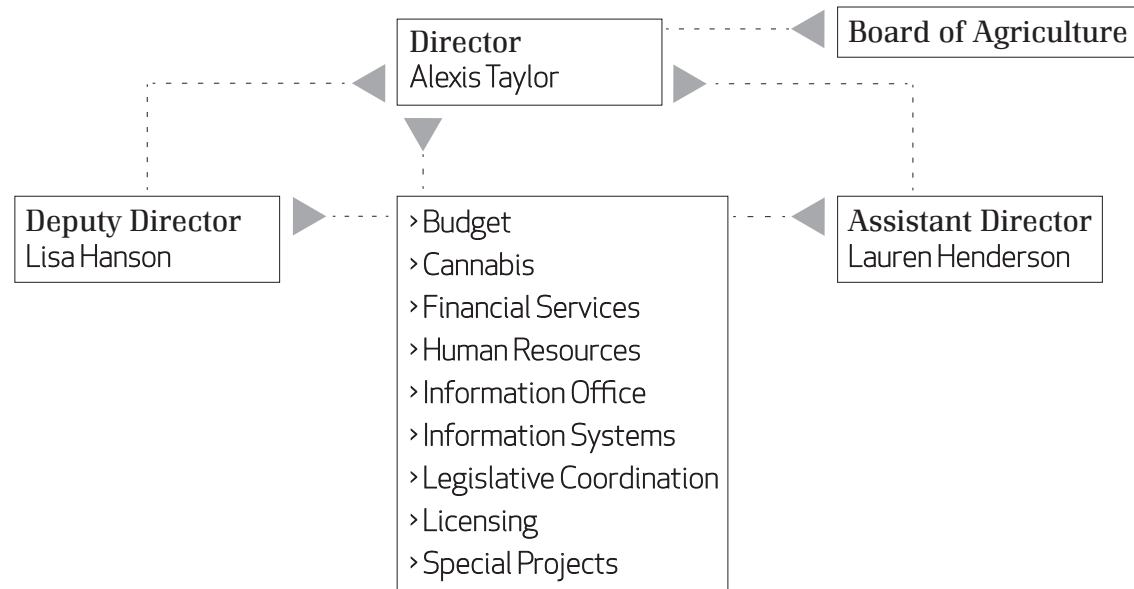 Director
Alexis Taylor
Board of Agriculture
Deputy Director
Lisa Hanson
› Budget
› Cannabis
› Financial Services
› Human Resources
› Information Office
› Information Systems
› Legislative Coordination
› Licensing
› Special Projects
Assistant Director
Lauren Henderson